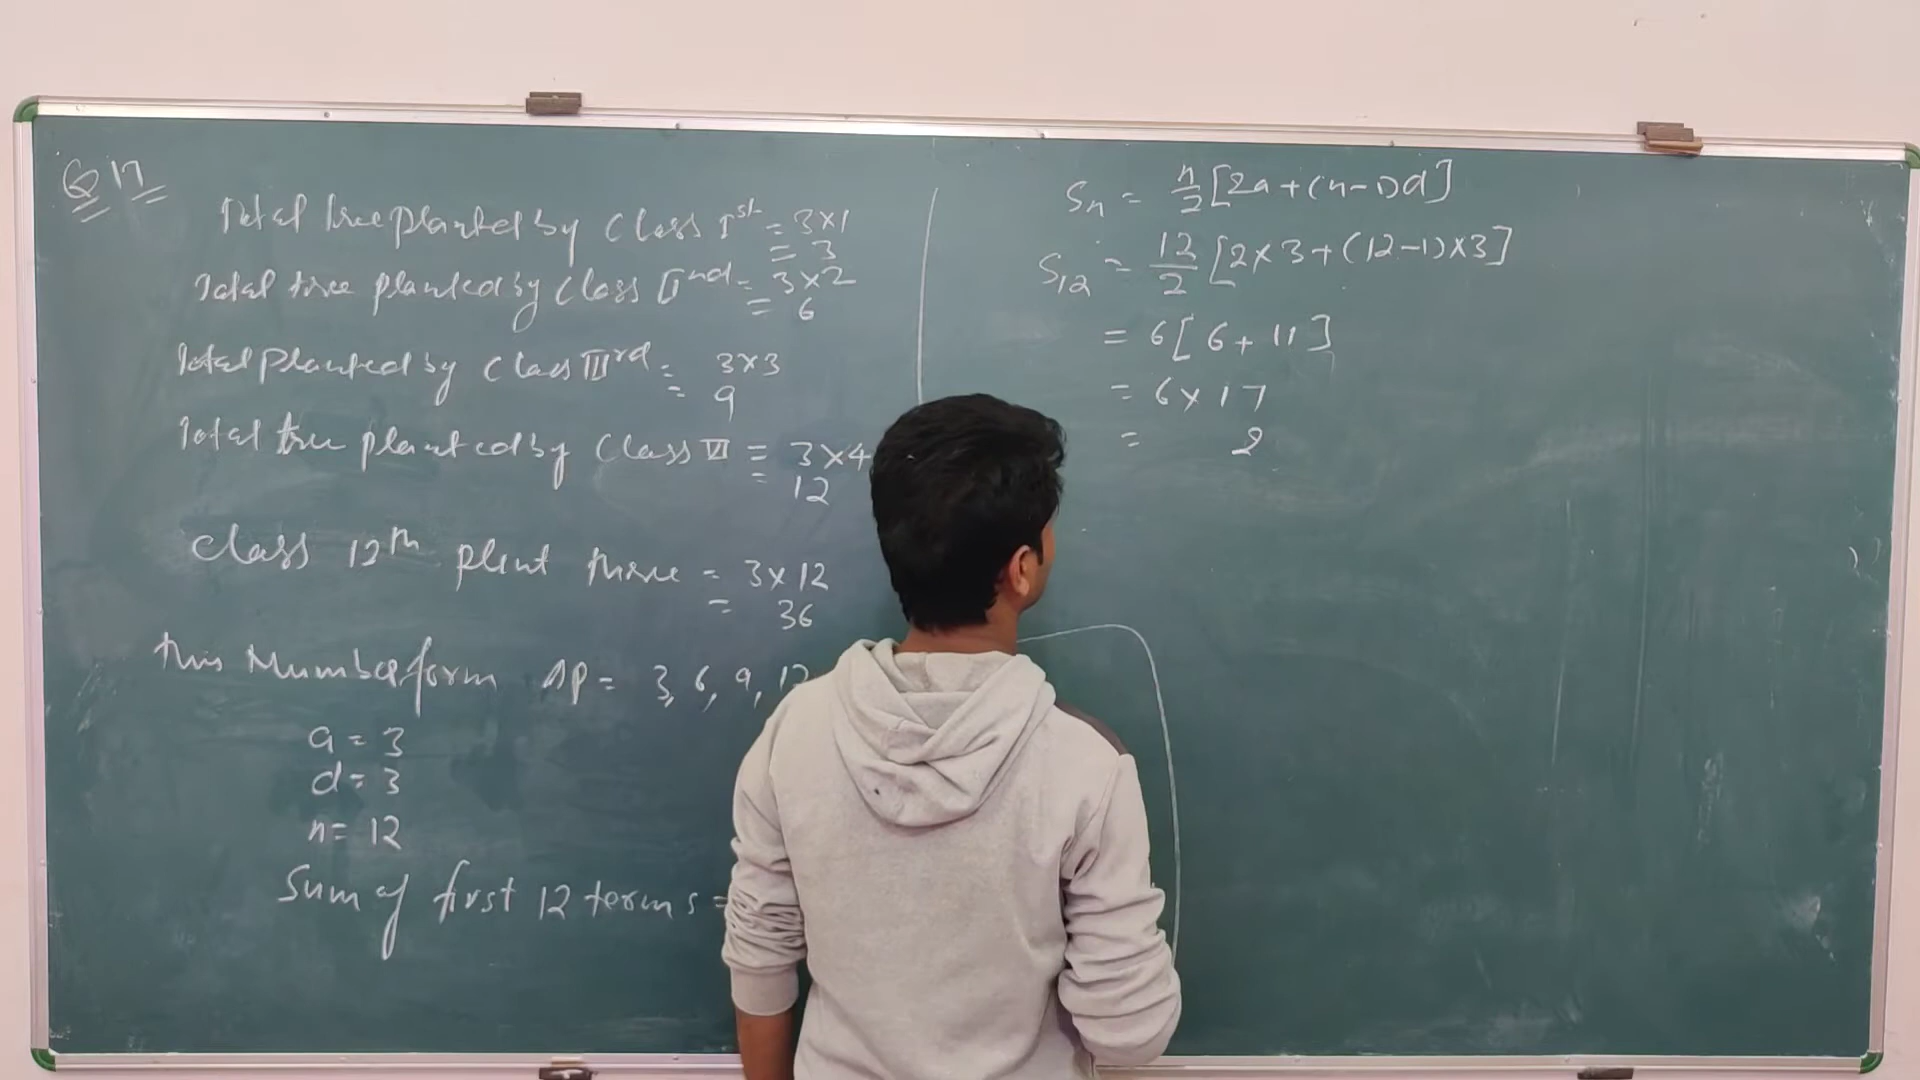 Q 17
Total tree planted by Class Ist = 3×1
= 3
Total tree planted by Class IInd = 3×2
= 6
Total Planted by Class IIIrd = 3×3
= 9
Total tree planted by Class VI = 3×4
= 12
Class 12th plant = 3×12
= 36
this Number form AP = 3, 6, 9, 12
a = 3
d = 3
n = 12
Sum of first 12 terms =
Sn = n/2 [2a + (n-1)d]
S12 = 12/2 [2×3 + (12-1)×3]
= 6[6 + 11]
= 6×17
= 2